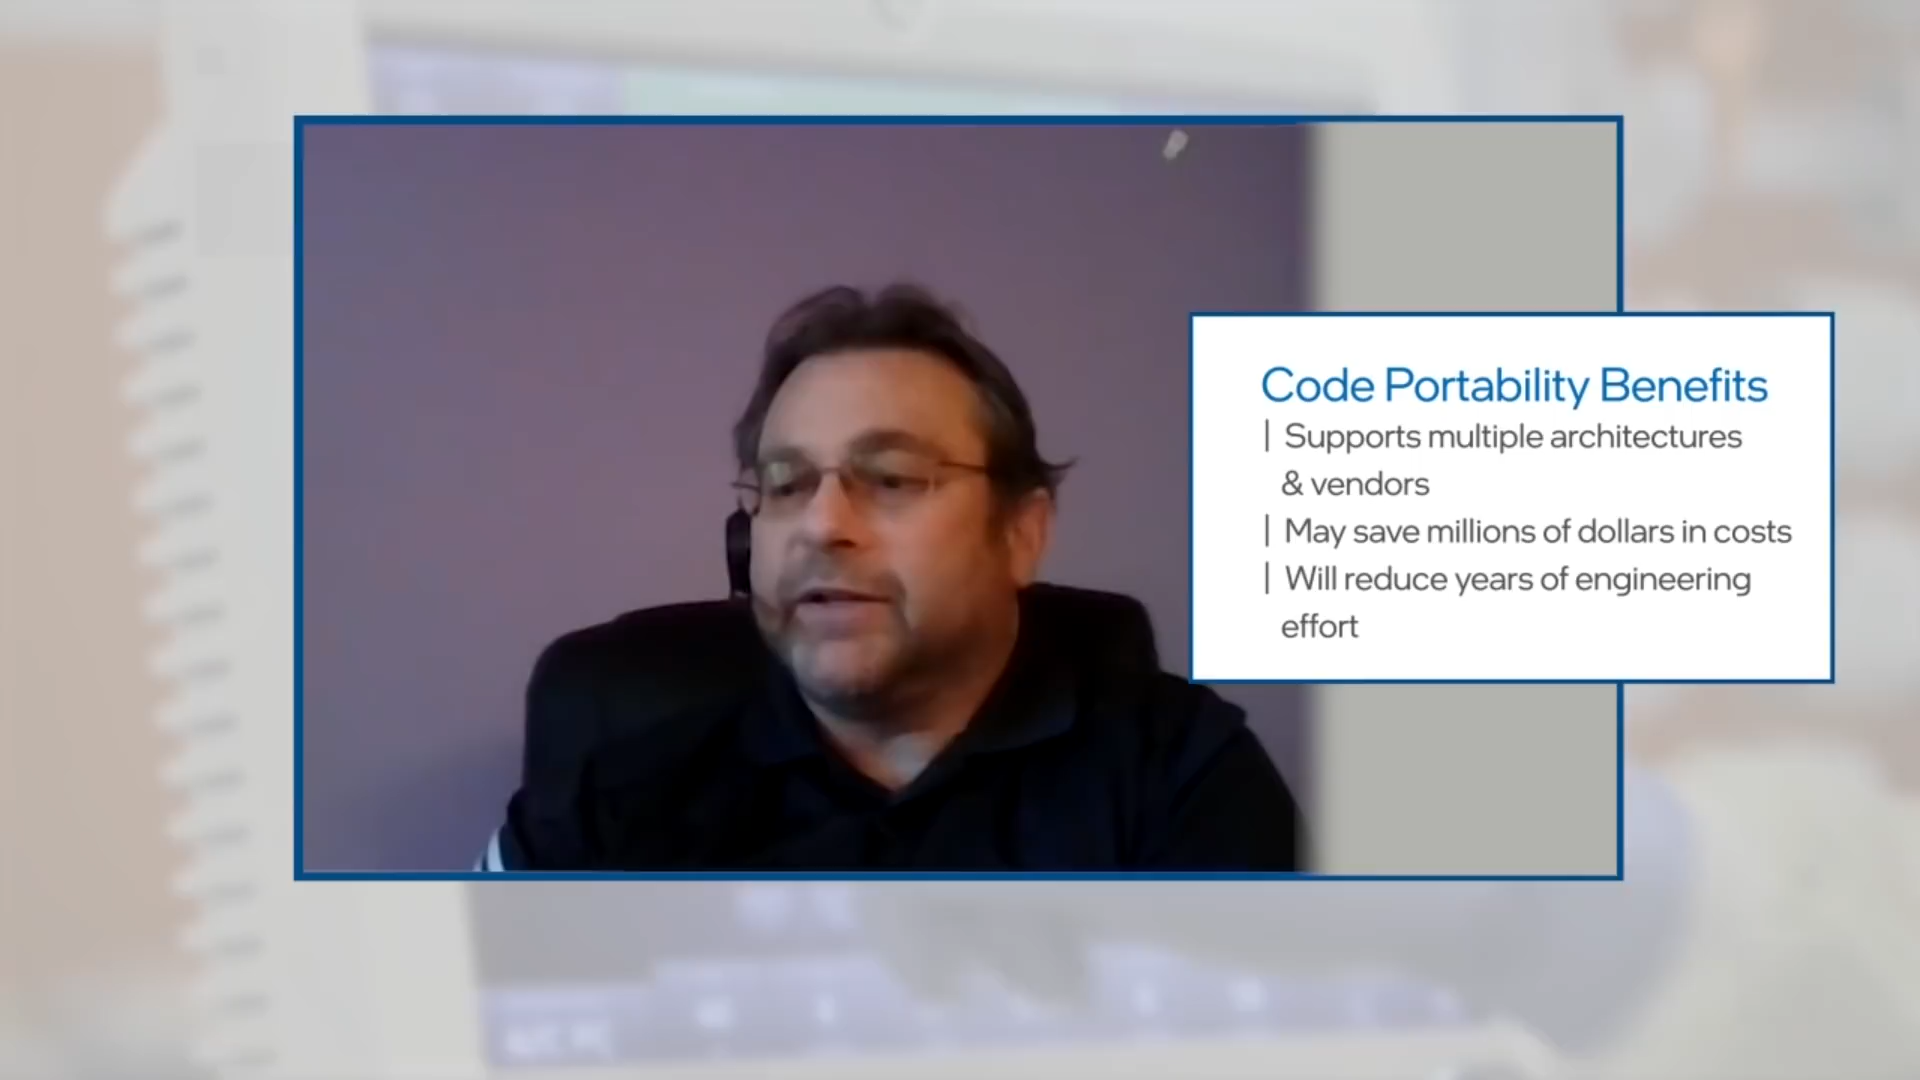 Code Portability Benefits
| Supports multiple architectures
& vendors
| May save millions of dollars in costs
| Will reduce years of engineering
effort